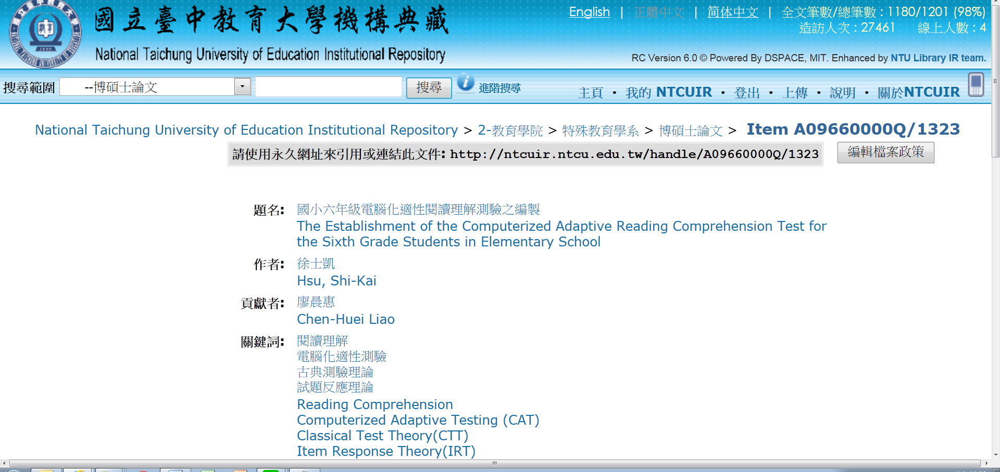 國立臺中教育大學機構典藏
National Taichung University of Education Institutional Repository
English | 正體中文 | 简体中文 | 全文筆數/總筆數 : 1180/1201 (98%)
造訪人次 : 27461 線上人數 : 4
RC Version 6.0 © Powered By DSPACE, MIT. Enhanced by NTU Library IR team.
搜尋範圍 --博碩士論文 搜尋 進階搜尋
主頁 ‧ 我的 NTCUIR ‧ 登出 ‧ 上傳 ‧ 說明 ‧ 關於NTCUIR
National Taichung University of Education Institutional Repository > 2-教育學院 > 特殊教育學系 > 博碩士論文 > Item A09660000Q/1323
請使用永久網址來引用或連結此文件: http://ntcuir.ntcu.edu.tw/handle/A09660000Q/1323 編輯檔案政策
題名: 國小六年級電腦化適性閱讀理解測驗之編製
The Establishment of the Computerized Adaptive Reading Comprehension Test for
the Sixth Grade Students in Elementary School
作者: 徐士凱
Hsu, Shi-Kai
貢獻者: 廖晨惠
Chen-Huei Liao
關鍵詞: 閱讀理解
電腦化適性測驗
古典測驗理論
試題反應理論
Reading Comprehension
Computerized Adaptive Testing (CAT)
Classical Test Theory(CTT)
Item Response Theory(IRT)